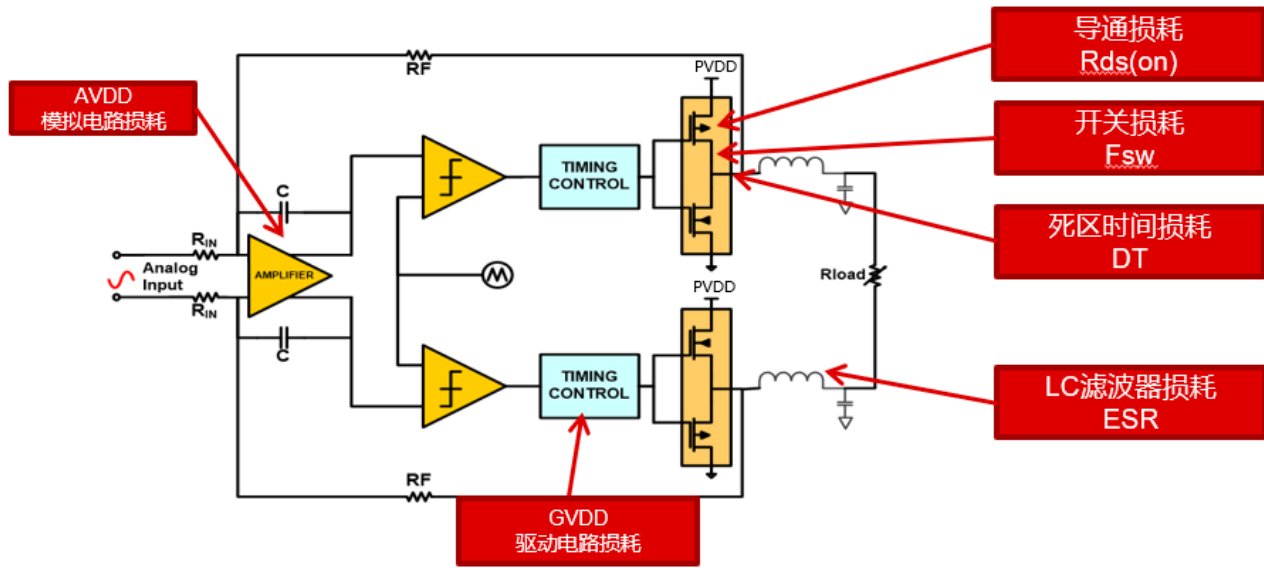 导通损耗
Rds(on)
RF
PVDD
AVDD
模拟电路损耗
开关损耗
Fsw
TIMING
CONTROL
C
死区时间损耗
DT
RIN
Analog
Input
AMPLIFIER
Rload
RIN
PVDD
C
TIMING
CONTROL
LC滤波器损耗
ESR
RF
GVDD
驱动电路损耗